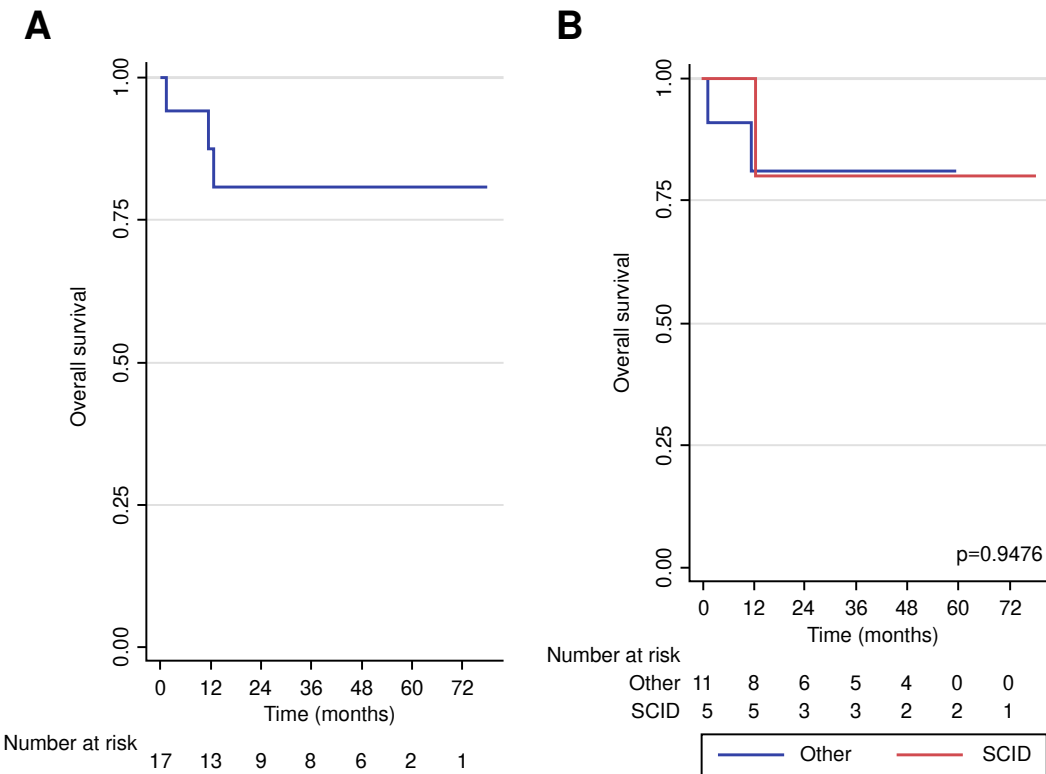 A
1.00
0.75
0.50
0.25
0.00
Overall survival
0 12 24 36 48 60 72
Time (months)
Number at risk
17 13 9 8 6 2 1
B
1.00
0.75
0.50
0.25
0.00
Overall survival
p=0.9476
0 12 24 36 48 60 72
Time (months)
Number at risk
Other 11 8 6 5 4 0 0
SCID 5 5 3 3 2 2 1
Other SCID